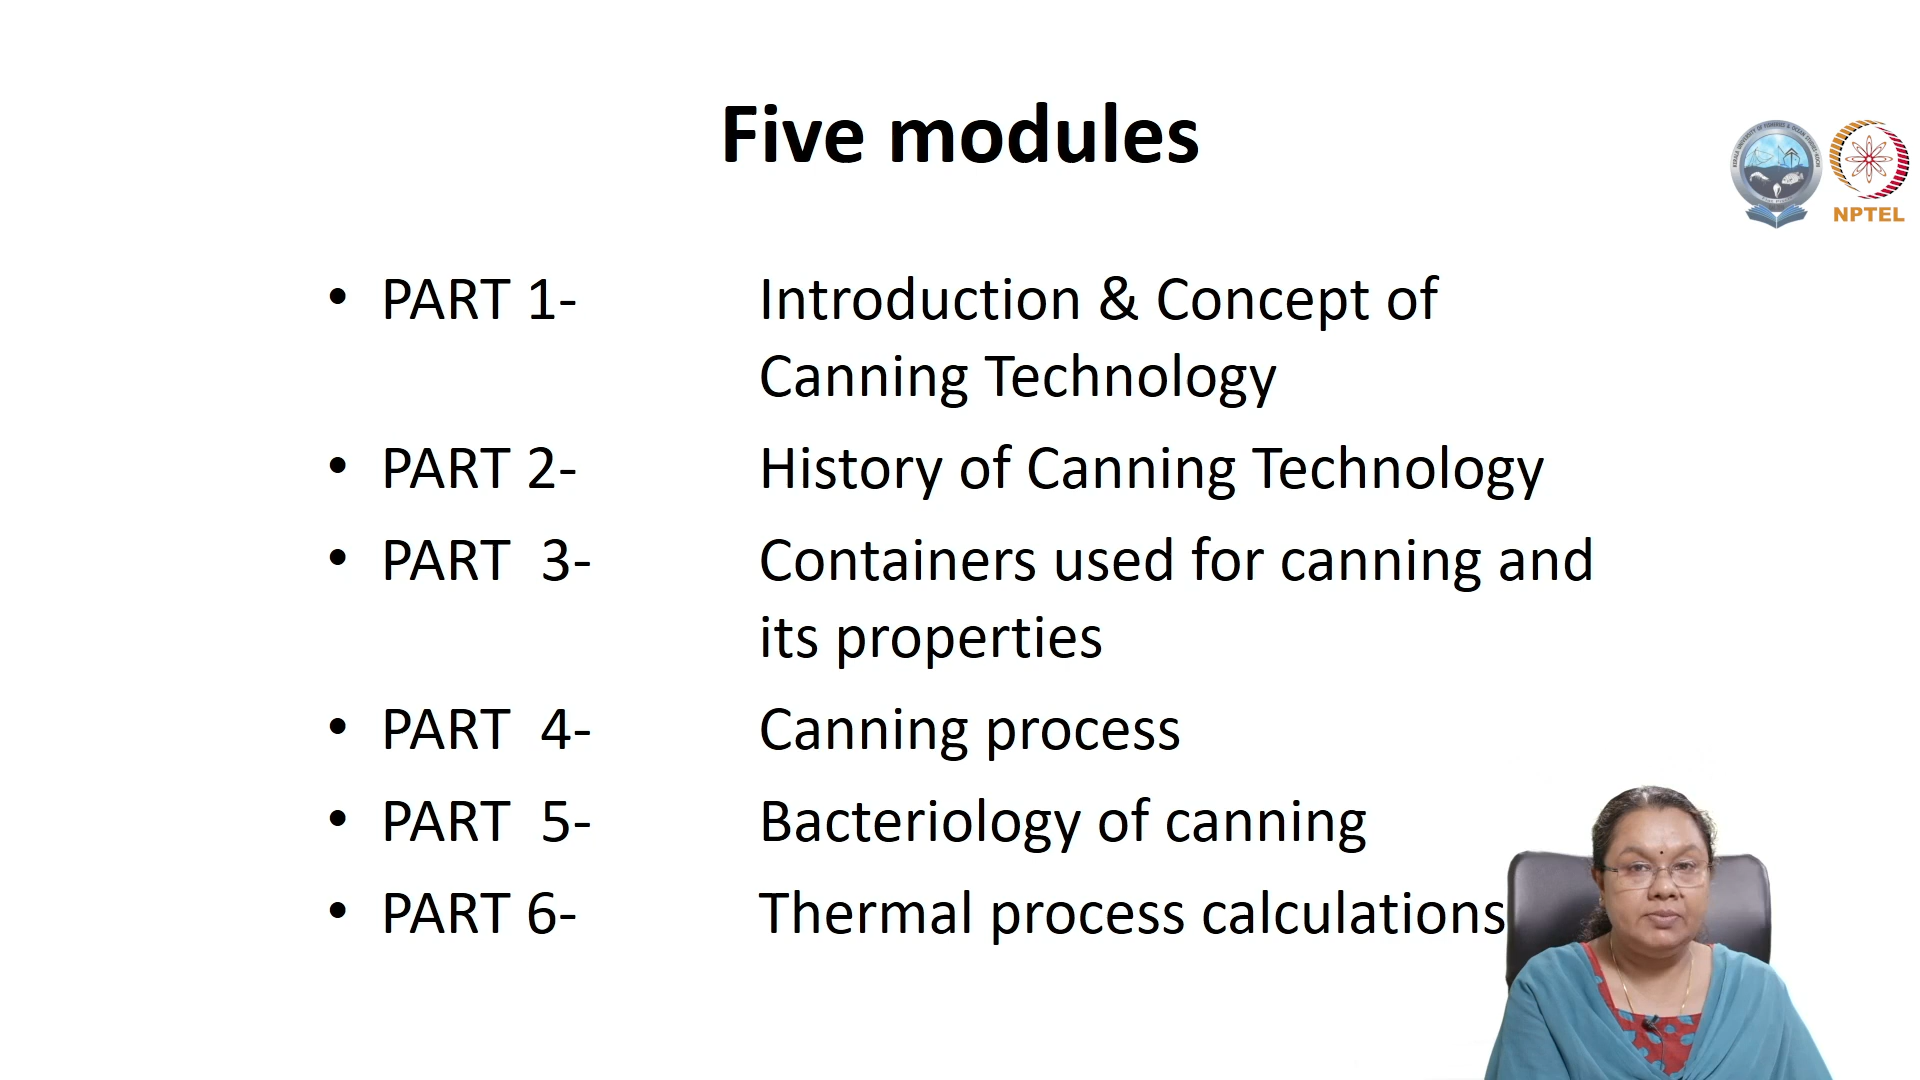 Five modules
NPTEL
• PART 1- Introduction & Concept of
Canning Technology
• PART 2- History of Canning Technology
• PART  3- Containers used for canning and
its properties
• PART  4- Canning process
• PART  5- Bacteriology of canning
• PART 6- Thermal process calculations